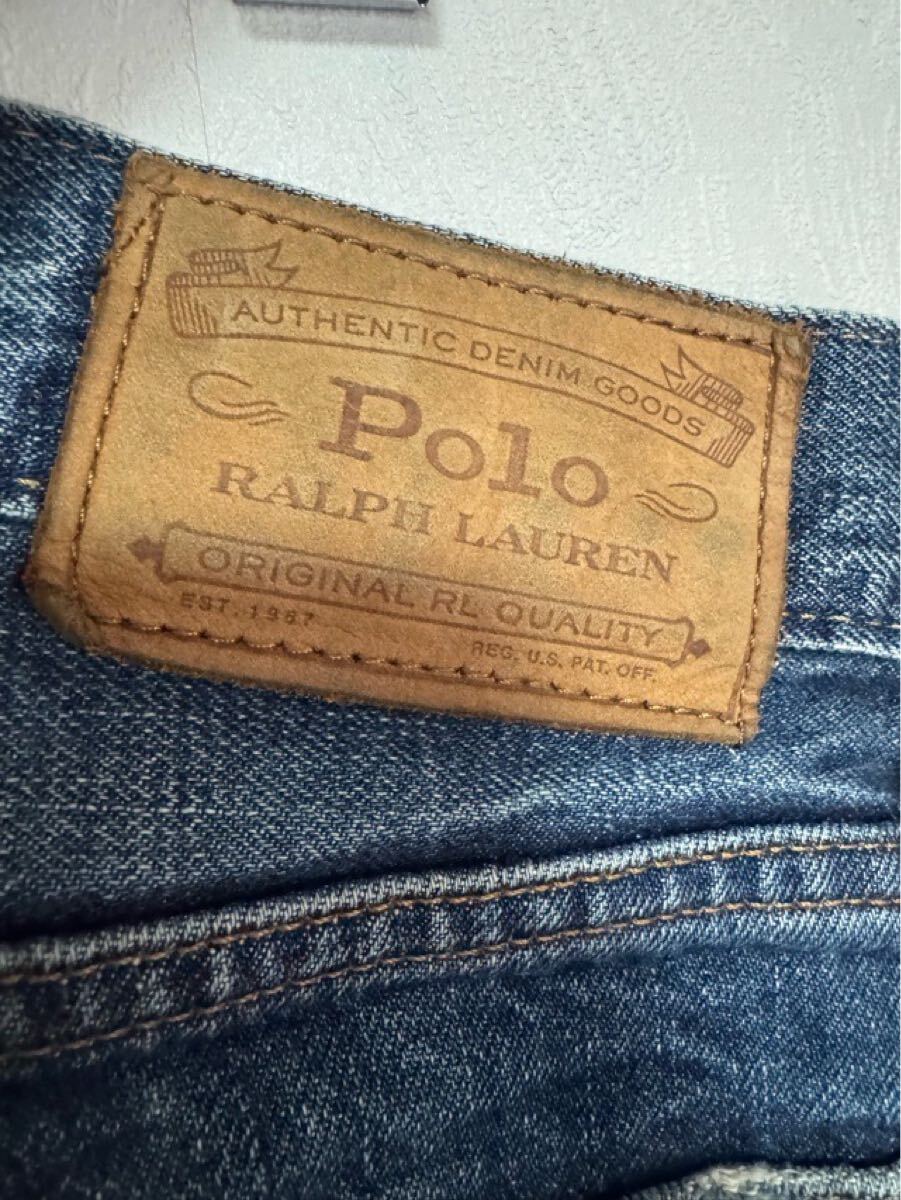 AUTHENTIC DENIM GOODS
Polo
RALPH LAUREN
ORIGINAL RL QUALITY
EST. 1967
REG. U.S. PAT. OFF.